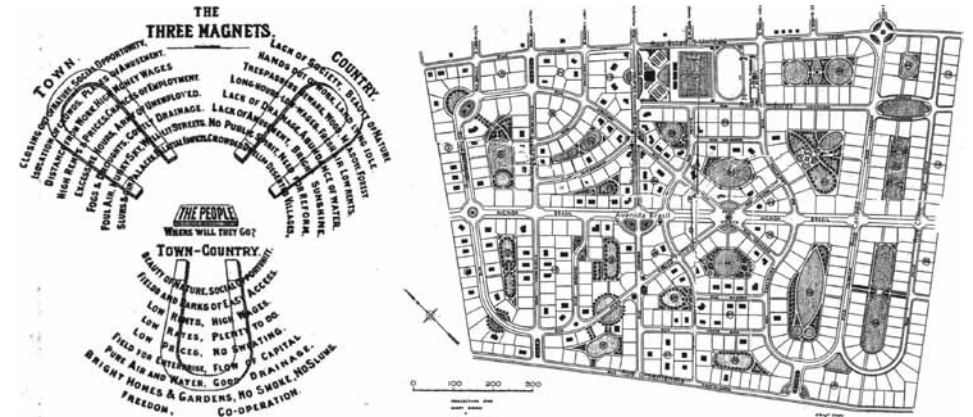 THE
THREE MAGNETS.
TOWN.
CLOSING OUT OF NATURE. SOCIAL OPPORTUNITY.
ISOLATION OF CROWDS. PLACES OF AMUSEMENT.
DISTANCE FROM WORK. HIGH MONEY WAGES
HIGH RENTS & PRICES. CHANCES OF EMPLOYMENT.
EXCESSIVE HOURS. ARMY OF UNEMPLOYED.
FOGS & DROUGHTS. COSTLY DRAINAGE.
FOUL AIR. MURKY SKY. WELL-LIT STREETS.
SLUMS & GIN PALACES.
COUNTRY.
LACK OF SOCIETY. BEAUTY OF NATURE
HANDS OUT OF WORK. LAND LYING IDLE
TRESPASSERS BEWARE. WOOD, MEADOW, FOREST
LONG HOURS. LOW WAGES. FRESH AIR LOW RENTS.
LACK OF DRAINAGE. ABUNDANCE OF WATER.
LACK OF AMUSEMENT. BRIGHT SUNSHINE.
NO PUBLIC SPIRIT. NEED FOR REFORM.
CROWDED VILLAGES.
THE PEOPLE
WHERE WILL THEY GO?
TOWN-COUNTRY.
BEAUTY OF NATURE, SOCIAL OPPORTUNITY.
FIELDS AND PARKS OF EASY ACCESS.
LOW RENTS, HIGH WAGES.
LOW RATES, PLENTY TO DO.
LOW PRICES, NO SWEATING.
FIELD FOR ENTERPRISE, FLOW OF CAPITAL
PURE AIR AND WATER, GOOD DRAINAGE.
BRIGHT HOMES & GARDENS, NO SMOKE, NO SLUMS.
FREEDOM, CO-OPERATION.
Avenida Brasil
AVENIDA BRASIL
0 100 200 300